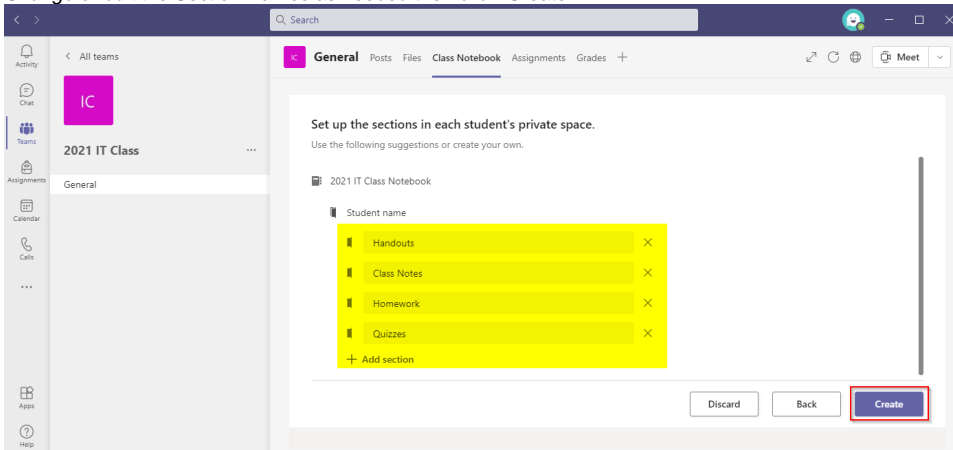 Search
Activity
Chat
Teams
Assignments
Calendar
Calls
Apps
Help
All teams
IC
2021 IT Class
General
IC General Posts Files Class Notebook Assignments Grades Meet
Set up the sections in each student's private space.
Use the following suggestions or create your own.
2021 IT Class Notebook
Student name
Handouts
Class Notes
Homework
Quizzes
Add section
Discard Back Create